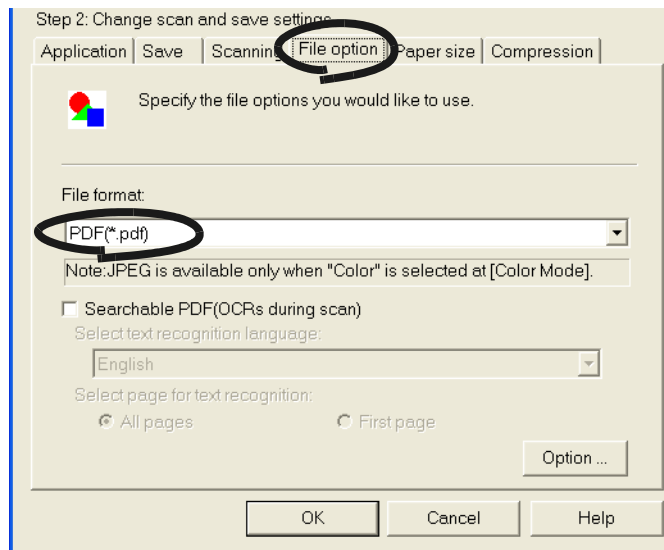 Step 2: Change scan and save settings
Application Save Scanning File option Paper size Compression
Specify the file options you would like to use.
File format:
PDF(*.pdf)
Note:JPEG is available only when "Color" is selected at [Color Mode].
Searchable PDF(OCRs during scan)
Select text recognition language:
English
Select page for text recognition:
All pages First page
Option ...
OK Cancel Help